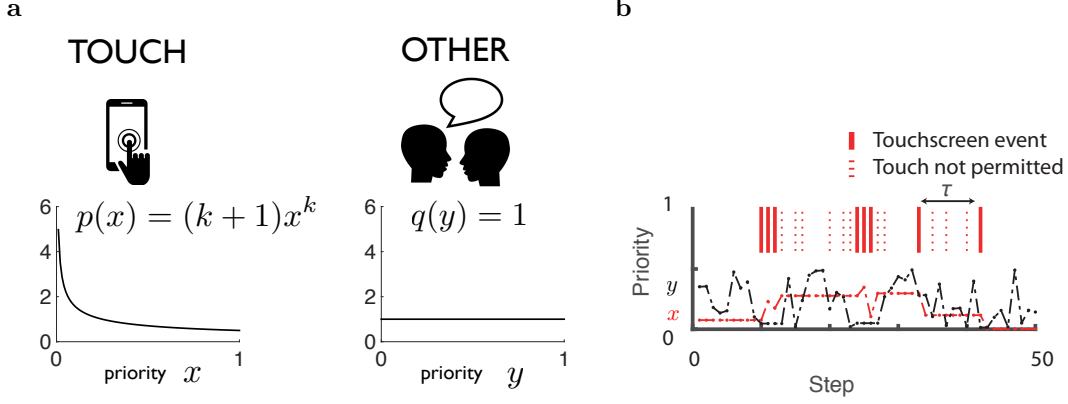 a
TOUCH
OTHER
6
4
2
0
p(x) = (k + 1)x^k
0
1
priority x
6
4
2
0
q(y) = 1
0
1
priority y
b
Touchscreen event
Touch not permitted
τ
1
Priority
y
x
0
0
50
Step